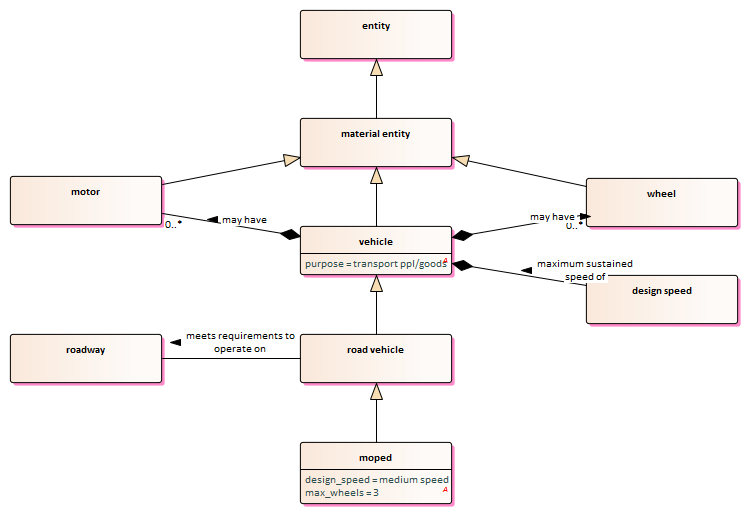 entity
material entity
motor
wheel
may have
0..*
may have
0..*
vehicle
purpose = transport ppl/goods
A
maximum sustained
speed of
design speed
roadway
meets requirements to
operate on
road vehicle
moped
design_speed = medium speed
max_wheels = 3
A